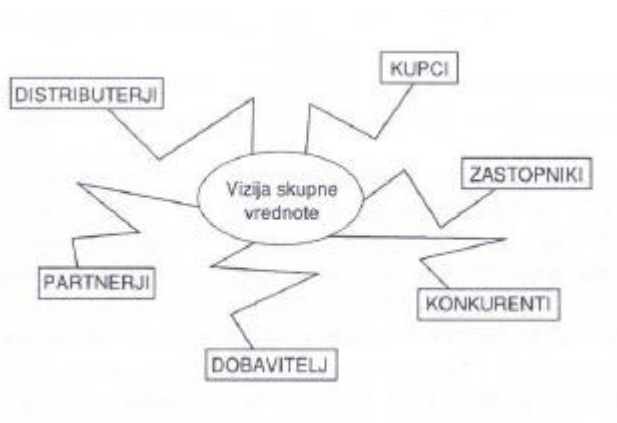 KUPCI
DISTRIBUTERJI
ZASTOPNIKI
Vizija skupne
vrednote
PARTNERJI
KONKURENTI
DOBAVITELJ